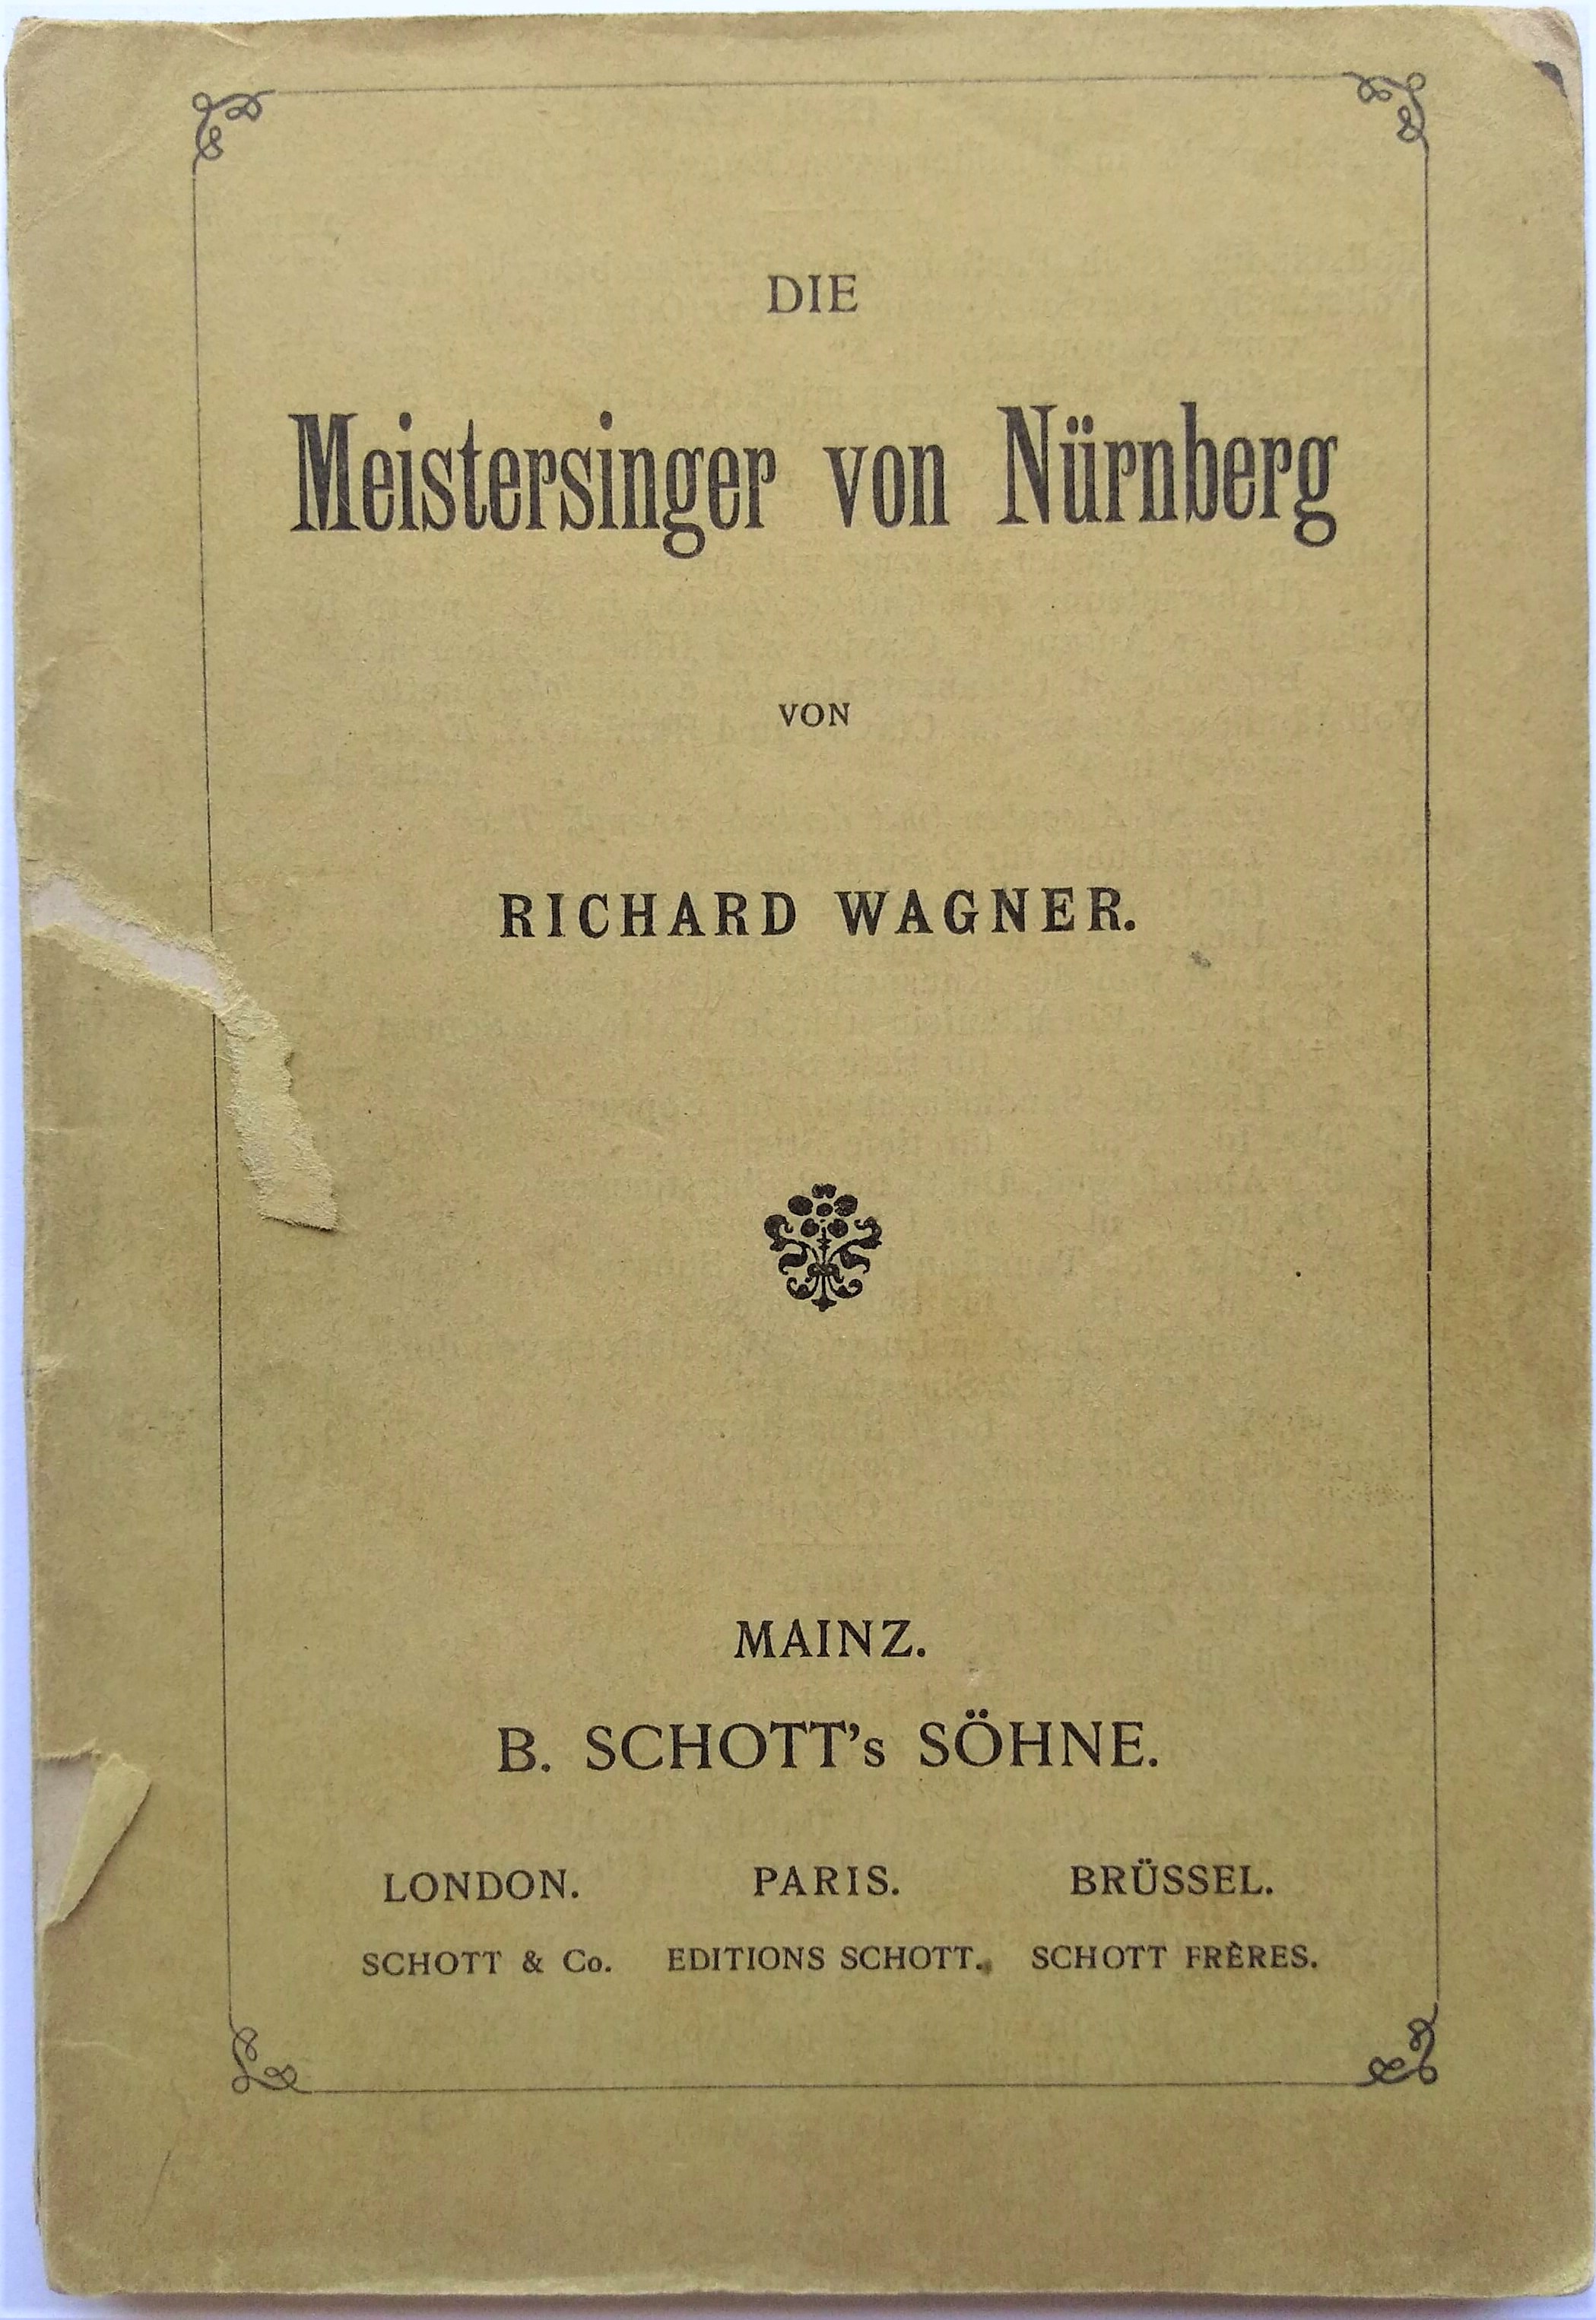 DIE
Meistersinger von Nürnberg
VON
RICHARD WAGNER.
MAINZ.
B. SCHOTT's SÖHNE.
LONDON. PARIS. BRÜSSEL.
SCHOTT & Co. EDITIONS SCHOTT. SCHOTT FRÈRES.